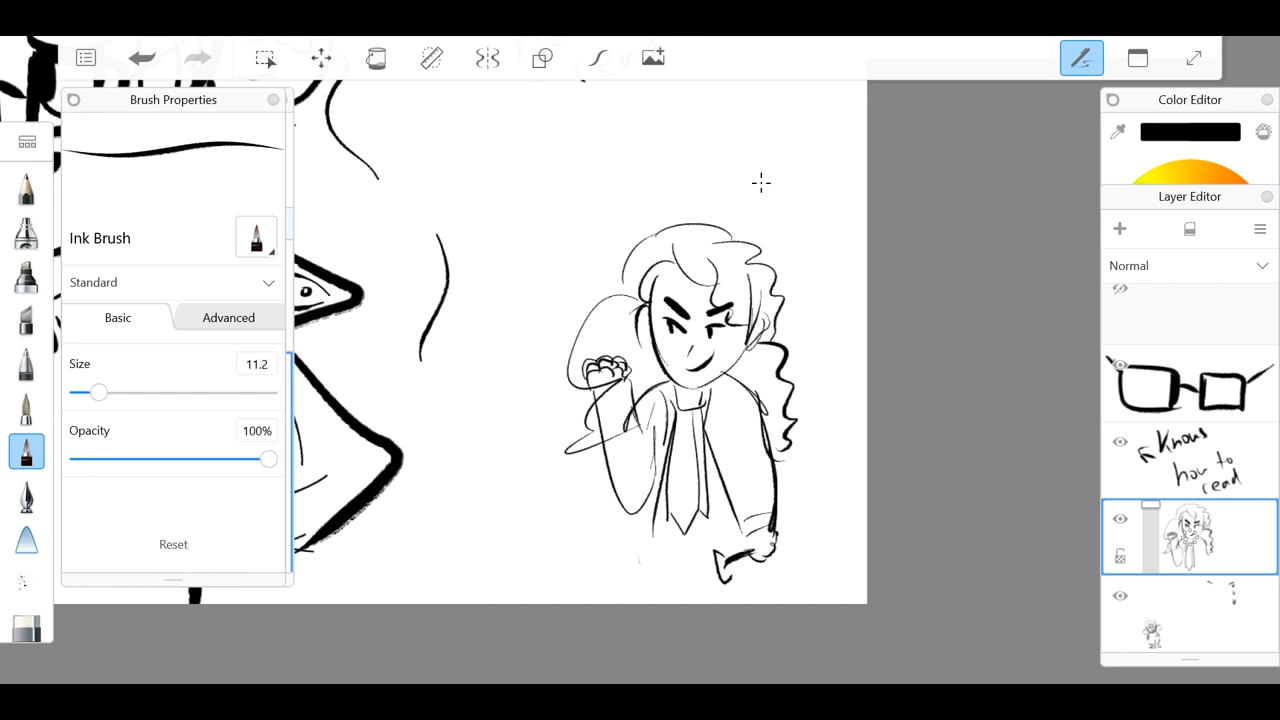 Brush Properties
Color Editor
Layer Editor
Ink Brush
Normal
Standard
Basic
Advanced
Size
11.2
Opacity
100%
Knows
how to
read
Reset